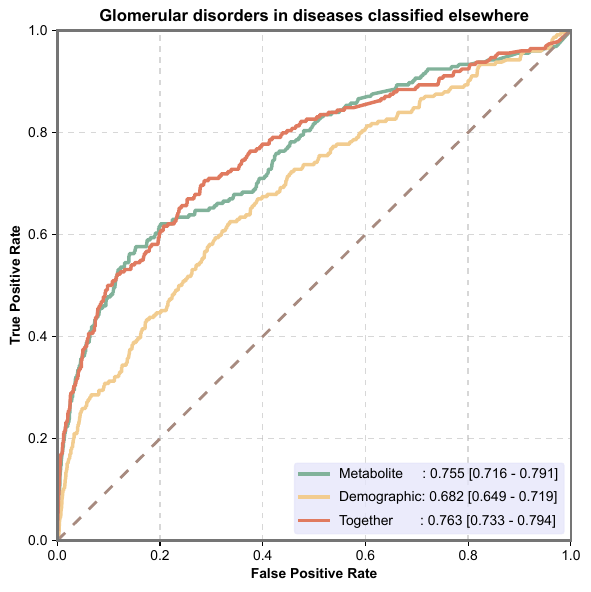 Glomerular disorders in diseases classified elsewhere
1.0
0.8
0.6
0.4
0.2
0.0
True Positive Rate
Metabolite : 0.755 [0.716 - 0.791]
Demographic: 0.682 [0.649 - 0.719]
Together : 0.763 [0.733 - 0.794]
0.0 0.2 0.4 0.6 0.8 1.0
False Positive Rate